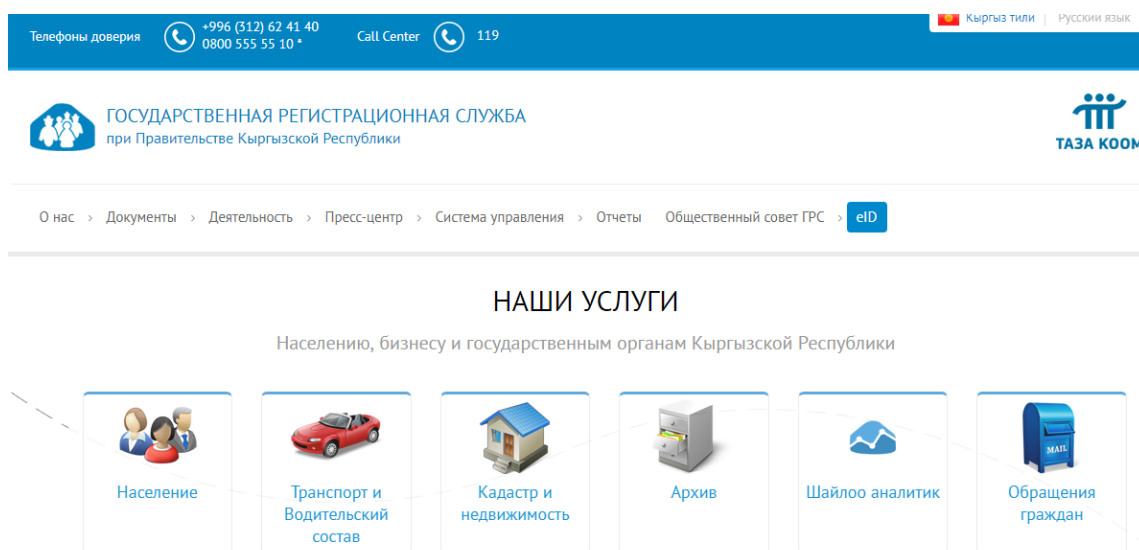 Кыргыз тили | Русский язык
Телефоны доверия +996 (312) 62 41 40 Call Center 119
0800 555 55 10 *
ГОСУДАРСТВЕННАЯ РЕГИСТРАЦИОННАЯ СЛУЖБА
при Правительстве Кыргызской Республики
ТАЗА КООМ
О нас > Документы > Деятельность > Пресс-центр > Система управления > Отчеты Общественный совет ГРС > eID
НАШИ УСЛУГИ
Населению, бизнесу и государственным органам Кыргызской Республики
MAIL
Население
Транспорт и
Водительский
состав
Кадастр и
недвижимость
Архив
Шайлоо аналитик
Обращения
граждан